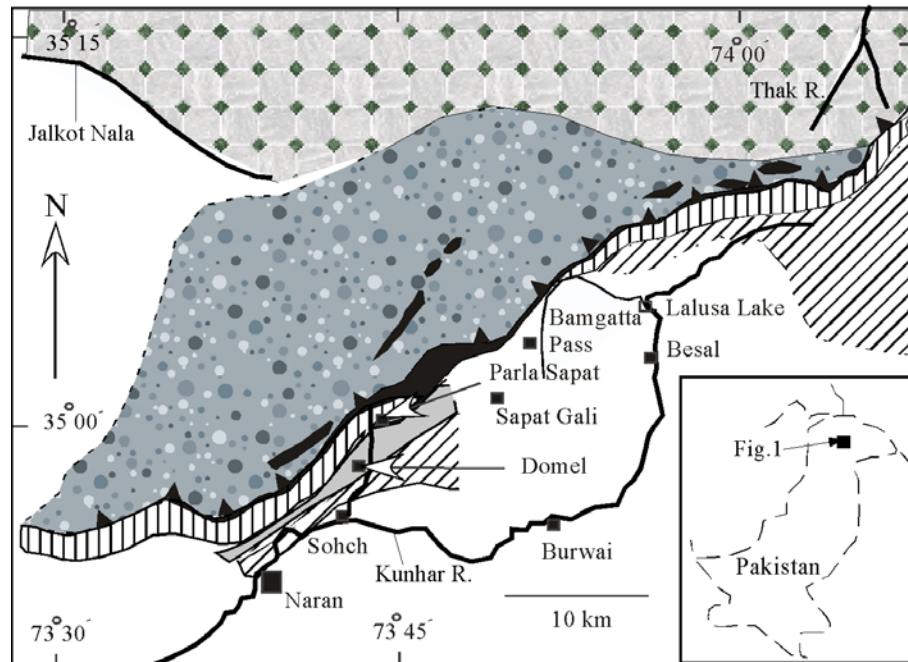 35°15
74°00
Thak R.
Jalkot Nala
N
Bamgatta
Pass
Lalusa Lake
Besal
Parla Sapat
Sapat Gali
35°00
Domel
Fig.1
Sohch
Burwai
Kunhar R.
Pakistan
Naran
10 km
73°30
73°45